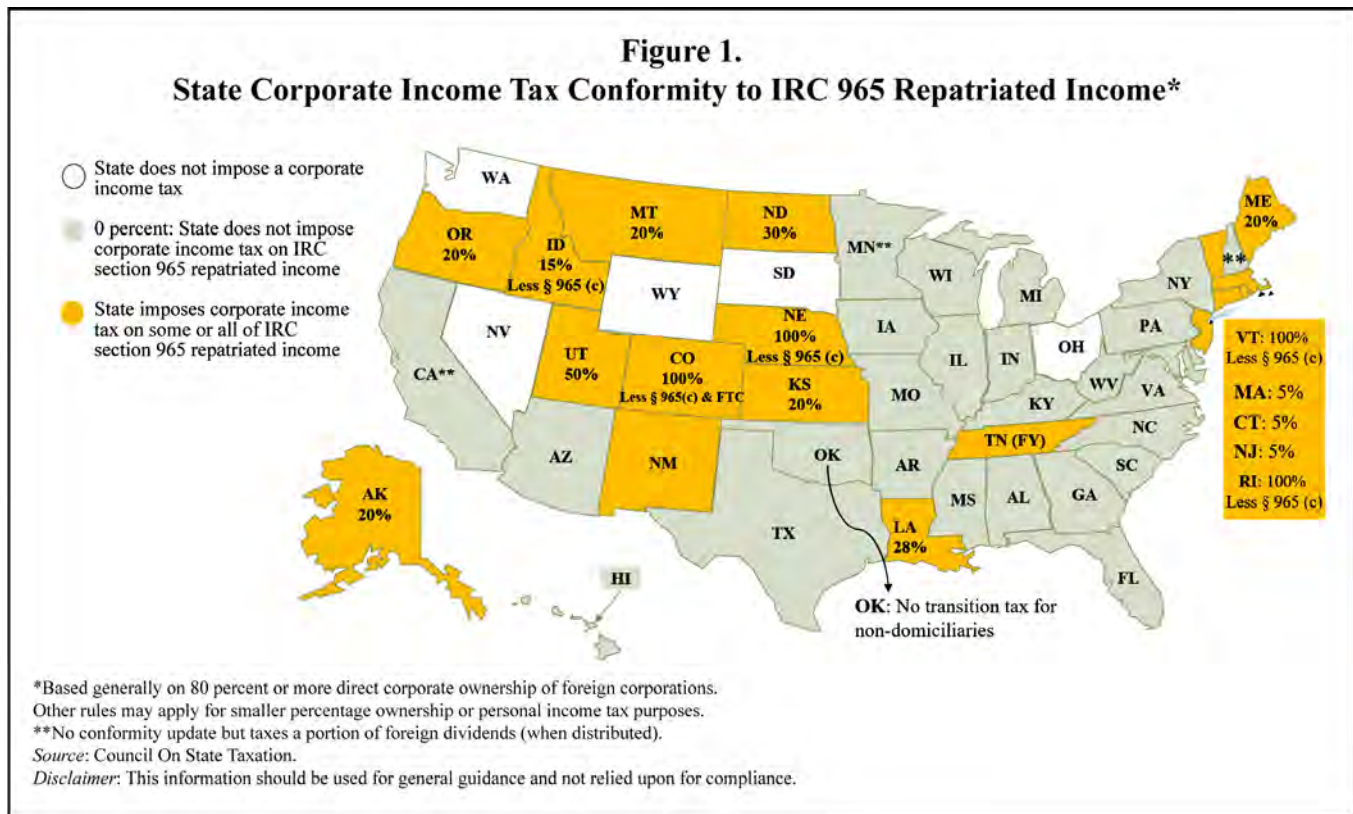 Figure 1.
State Corporate Income Tax Conformity to IRC 965 Repatriated Income*
State does not impose a corporate
income tax
0 percent: State does not impose
corporate income tax on IRC
section 965 repatriated income
State imposes corporate income
tax on some or all of IRC
section 965 repatriated income
WA
OR
20%
ID
15%
Less § 965 (c)
MT
20%
ND
30%
MN**
SD
WY
NV
CA**
UT
50%
CO
100%
Less § 965(c) & FTC
NE
100%
Less § 965 (c)
KS
20%
IA
WI
MI
IL
IN
OH
MO
KY
WV
VA
PA
NY
**
ME
20%
AZ
NM
OK
AR
TN (FY)
NC
SC
MS
AL
GA
TX
LA
28%
FL
AK
20%
HI
VT: 100%
Less § 965 (c)
MA: 5%
CT: 5%
NJ: 5%
RI: 100%
Less § 965 (c)
OK: No transition tax for
non-domiciliaries
*Based generally on 80 percent or more direct corporate ownership of foreign corporations.
Other rules may apply for smaller percentage ownership or personal income tax purposes.
**No conformity update but taxes a portion of foreign dividends (when distributed).
Source: Council On State Taxation.
Disclaimer: This information should be used for general guidance and not relied upon for compliance.